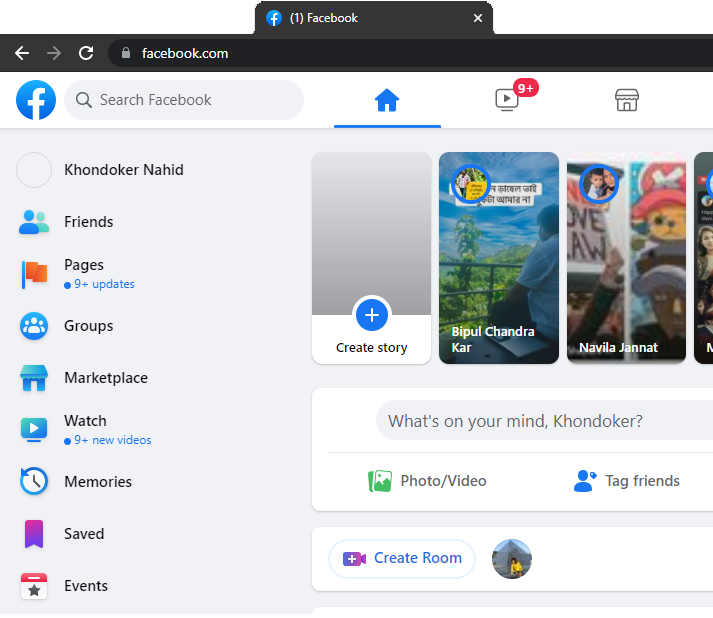 (1) Facebook
facebook.com
Search Facebook
9+
Khondoker Nahid
Friends
Pages
9+ updates
Groups
Marketplace
Watch
9+ new videos
Memories
Saved
Events
Create story
ভাই
আমার না
Bipul Chandra
Kar
LOVE
Navila Jannat
What's on your mind, Khondoker?
Photo/Video
Tag friends
Create Room